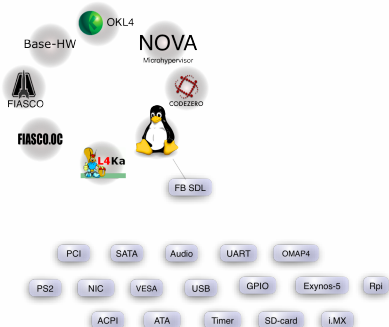 OKL4
Base-HW
NOVA
Microhypervisor
FIASCO
CODEZERO
FIASCO.OC
L4Ka
FB SDL
PCI
SATA
Audio
UART
OMAP4
PS2
NIC
VESA
USB
GPIO
Exynos-5
Rpi
ACPI
ATA
Timer
SD-card
i.MX